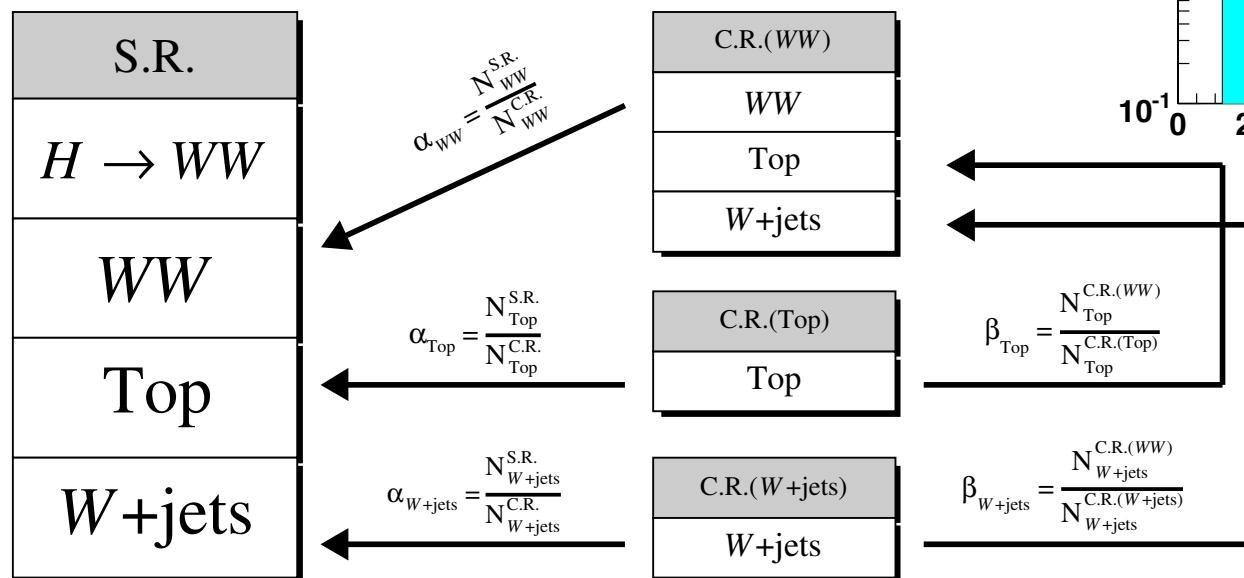 S.R.
H → WW
WW
Top
W+jets
α_WW = N^S.R._WW / N^C.R._WW
α_Top = N^S.R._Top / N^C.R._Top
α_W+jets = N^S.R._W+jets / N^C.R._W+jets
C.R.(WW)
WW
Top
W+jets
C.R.(Top)
Top
C.R.(W+jets)
W+jets
β_Top = N^C.R.(WW)_Top / N^C.R.(Top)_Top
β_W+jets = N^C.R.(WW)_W+jets / N^C.R.(W+jets)_W+jets
10^-1
0 2